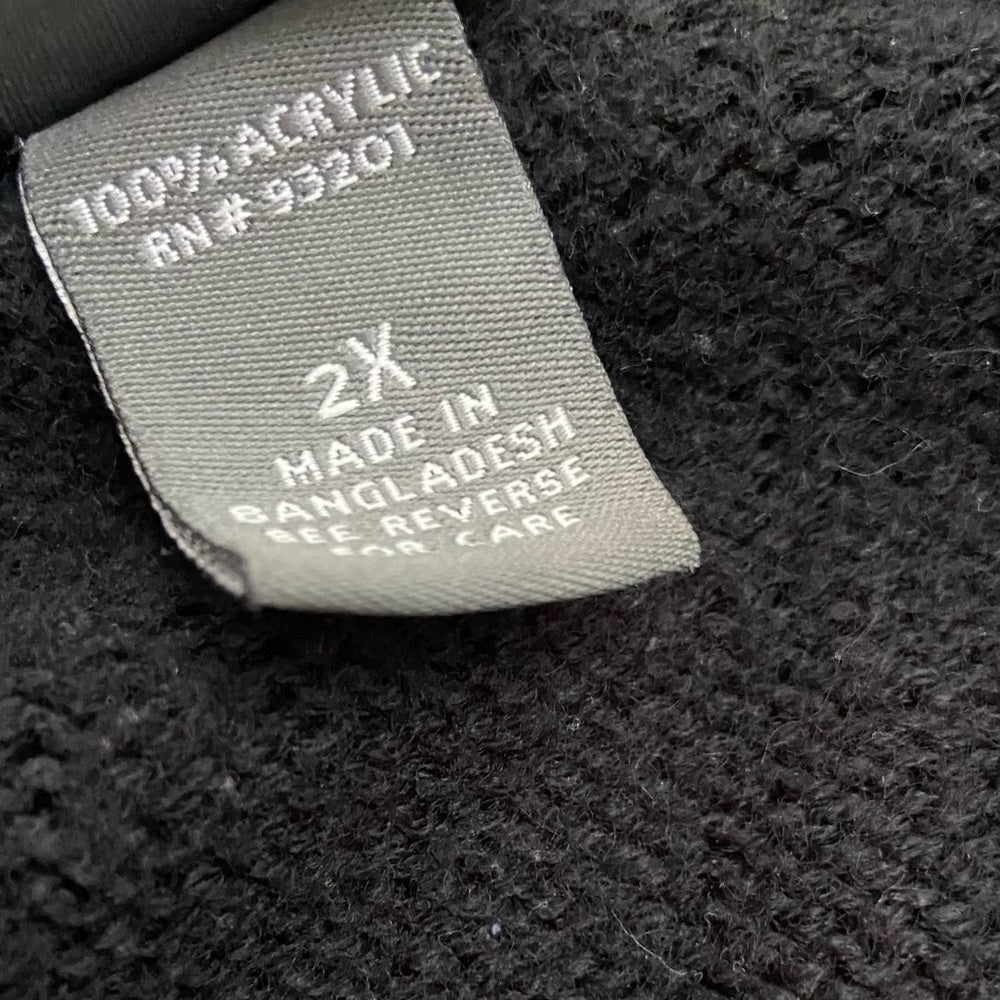 100% ACRYLIC
RN# 93201
2X
MADE IN
BANGLADESH
SEE REVERSE
FOR CARE